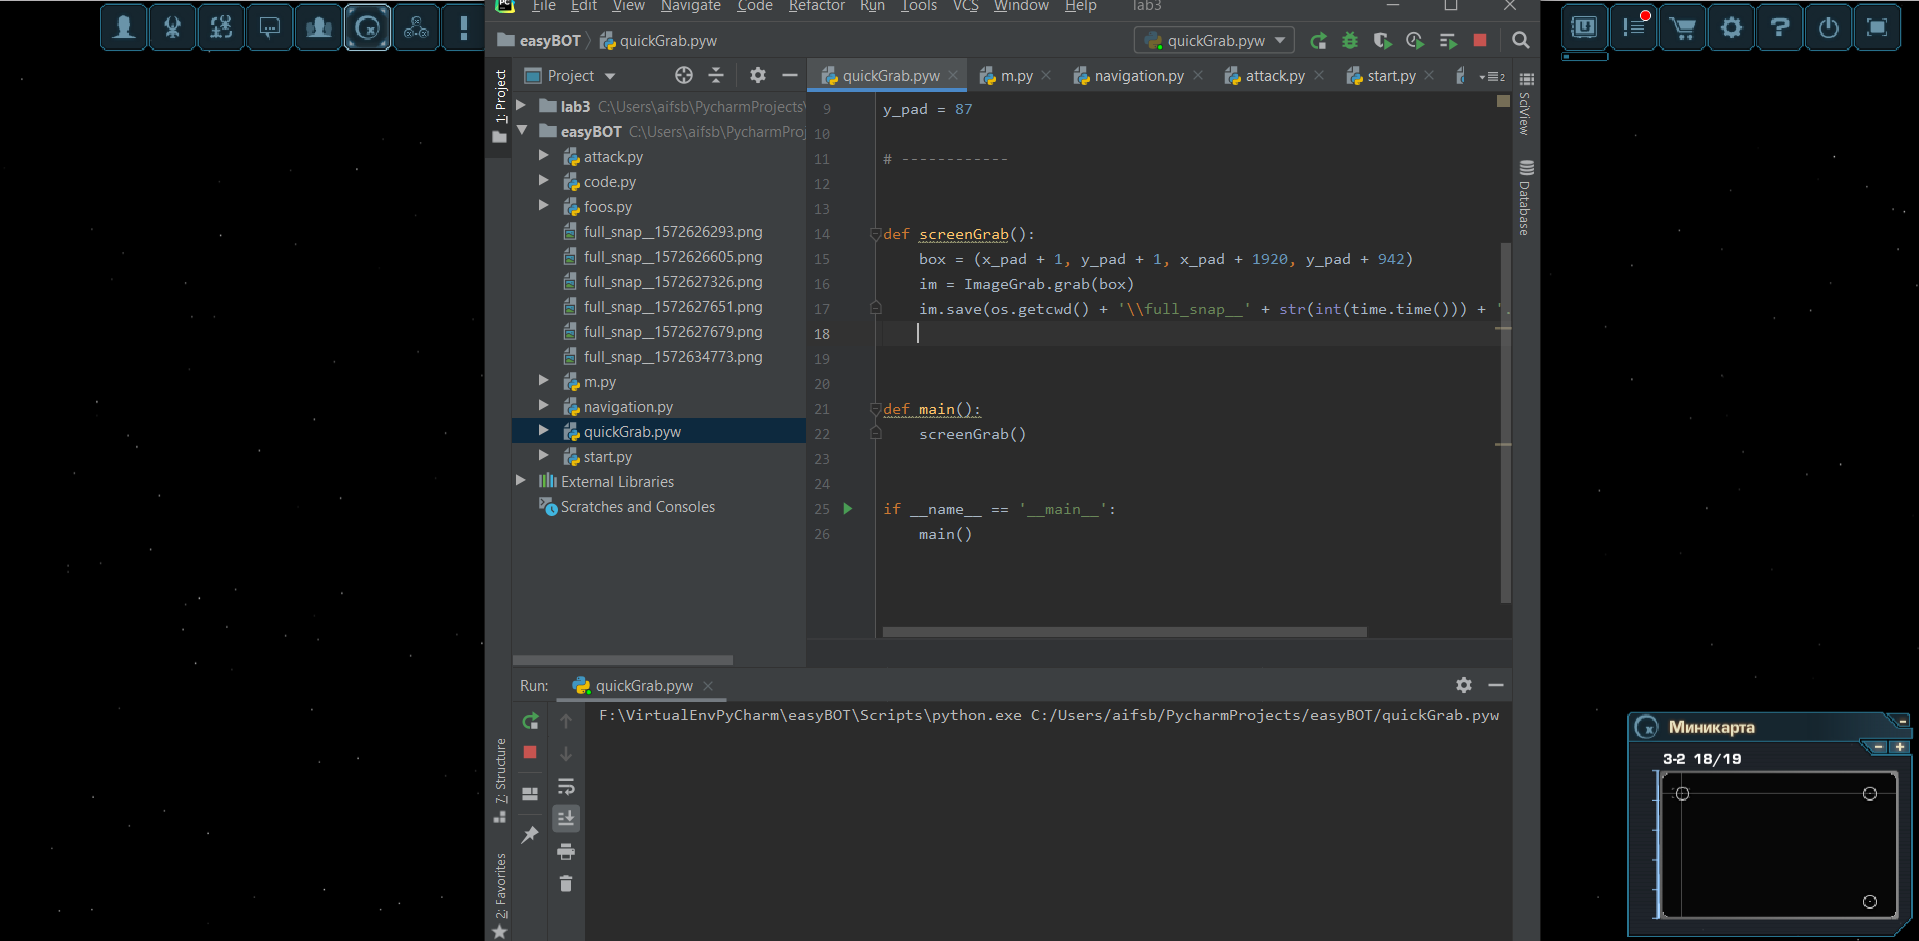 File Edit View Navigate Code Refactor Run Tools VCS Window Help lab3
easyBOT quickGrab.pyw
quickGrab.pyw
Project
quickGrab.pyw m.py navigation.py attack.py start.py
1: Project
lab3 C:\Users\aifsb\PycharmProjects\
easyBOT C:\Users\aifsb\PycharmProj
attack.py
code.py
foos.py
full_snap__1572626293.png
full_snap__1572626605.png
full_snap__1572627326.png
full_snap__1572627651.png
full_snap__1572627679.png
full_snap__1572634773.png
m.py
navigation.py
quickGrab.pyw
start.py
External Libraries
Scratches and Consoles
9 y_pad = 87
10
11 # ------------
12
13
14 def screenGrab():
15 box = (x_pad + 1, y_pad + 1, x_pad + 1920, y_pad + 942)
16 im = ImageGrab.grab(box)
17 im.save(os.getcwd() + '\\full_snap__' + str(int(time.time())) + '.
18
19
20
21 def main():
22 screenGrab()
23
24
25 if __name__ == '__main__':
26 main()
SciView
Database
Run: quickGrab.pyw
F:\VirtualEnvPyCharm\easyBOT\Scripts\python.exe C:/Users/aifsb/PycharmProjects/easyBOT/quickGrab.pyw
7: Structure
2: Favorites
Миникарта
3-2 18/19